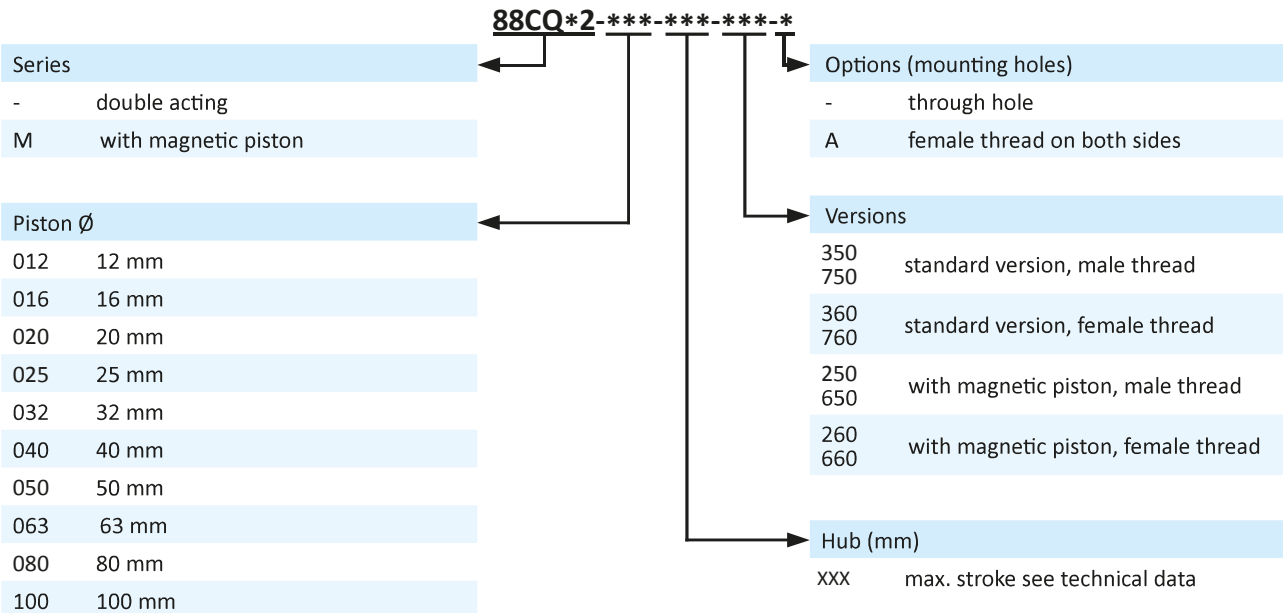 88CQ*2-***-***-***-*
Series
- double acting
M with magnetic piston
Piston Ø
012 12 mm
016 16 mm
020 20 mm
025 25 mm
032 32 mm
040 40 mm
050 50 mm
063 63 mm
080 80 mm
100 100 mm
Options (mounting holes)
- through hole
A female thread on both sides
Versions
350
750
standard version, male thread
360
760
standard version, female thread
250
650
with magnetic piston, male thread
260
660
with magnetic piston, female thread
Hub (mm)
XXX max. stroke see technical data